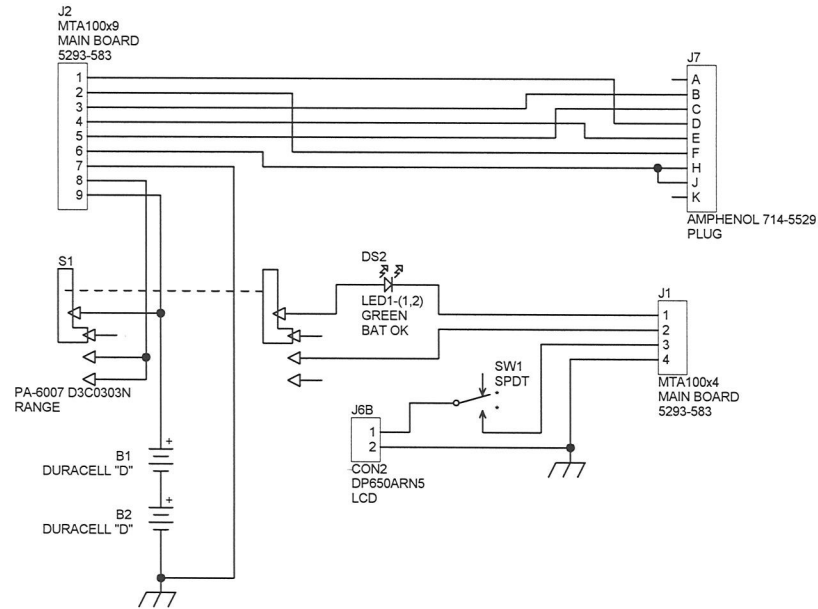 J2
MTA100x9
MAIN BOARD
5293-583
1
2
3
4
5
6
7
8
9
J7
A
B
C
D
E
F
H
J
K
AMPHENOL 714-5529
PLUG
S1
PA-6007 D3C0303N
RANGE
DS2
LED1-(1,2)
GREEN
BAT OK
J1
1
2
3
4
MTA100x4
MAIN BOARD
5293-583
SW1
SPDT
J6B
1
2
CON2
DP650ARN5
LCD
+
B1
DURACELL "D"
+
B2
DURACELL "D"